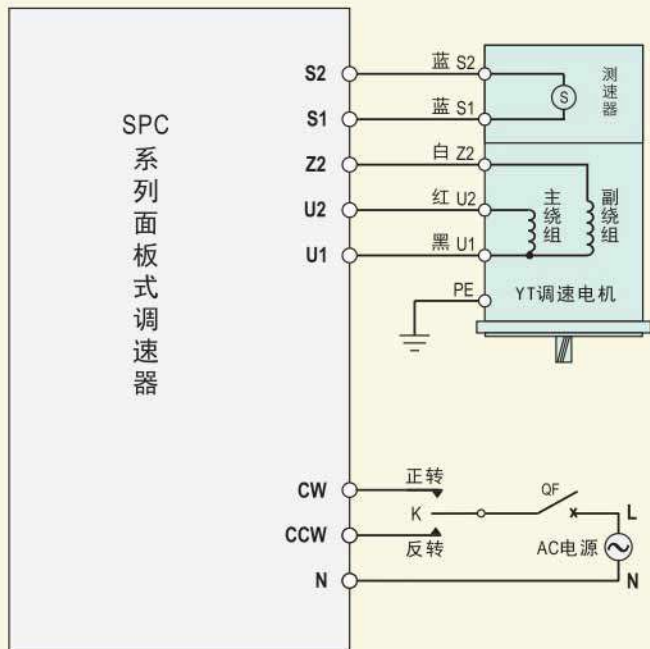 SPC
系列面板式调速器
S2
S1
Z2
U2
U1
CW
CCW
N
蓝 S2
蓝 S1
白 Z2
红 U2
黑 U1
PE
测速器
S
主绕组
副绕组
YT调速电机
正转
K
反转
QF
L
AC电源
N